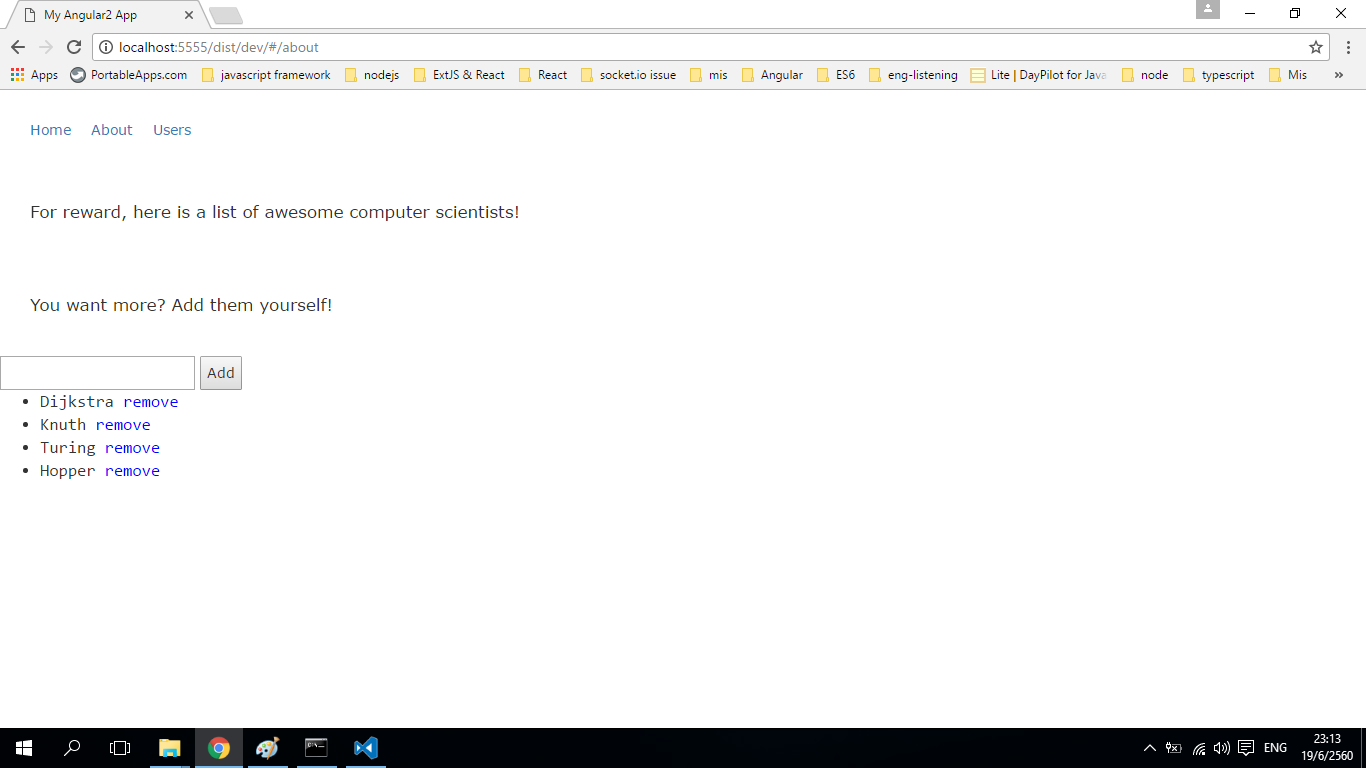 My Angular2 App
localhost:5555/dist/dev/#/about
Apps PortableApps.com javascript framework nodejs ExtJS & React React socket.io issue mis Angular ES6 eng-listening Lite | DayPilot for Java node typescript Mis »
Home About Users
For reward, here is a list of awesome computer scientists!
You want more? Add them yourself!
Add
Dijkstra remove
Knuth remove
Turing remove
Hopper remove
ENG
23:13
19/6/2560